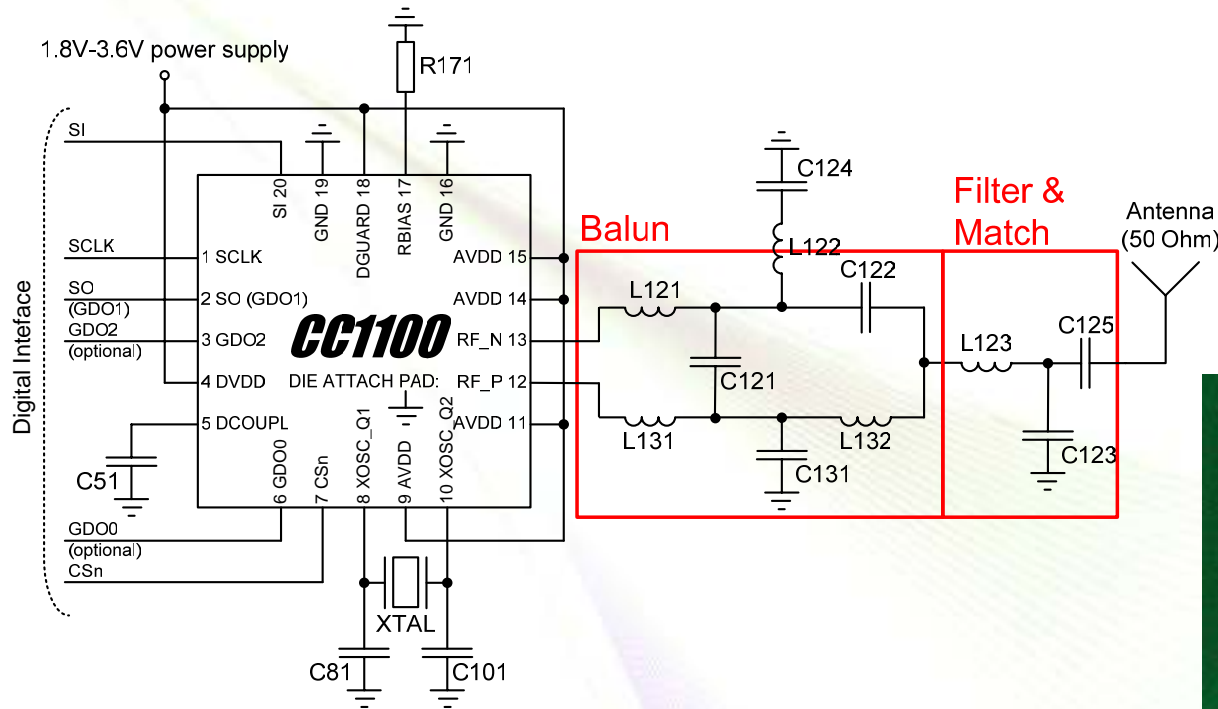 1.8V-3.6V power supply
R171
SI
SI 20
GND 19
DGUARD 18
RBIAS 17
GND 16
C124
L122
Balun
Filter &
Match
Antenna
(50 Ohm)
Digital Inteface
SCLK
1 SCLK
SO
(GDO1)
2 SO (GDO1)
GDO2
(optional)
3 GDO2
4 DVDD
5 DCOUPL
CC1100
DIE ATTACH PAD:
AVDD 15
AVDD 14
RF_N 13
RF_P 12
AVDD 11
6 GDO0
7 CSn
8 XOSC_Q1
9 AVDD
10 XOSC_Q2
L121
C122
C121
L131
L132
C131
L123
C125
C123
C51
GDO0
(optional)
CSn
XTAL
C81
C101